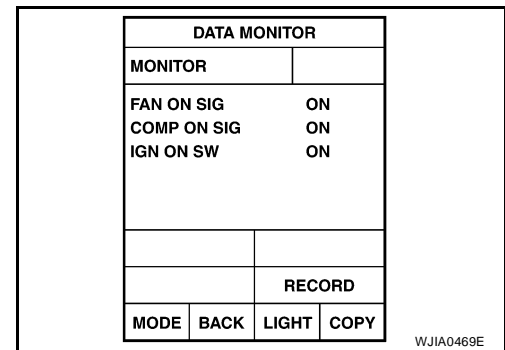 DATA MONITOR
MONITOR
FAN ON SIG ON
COMP ON SIG ON
IGN ON SW ON
RECORD
MODE BACK LIGHT COPY
WJIA0469E